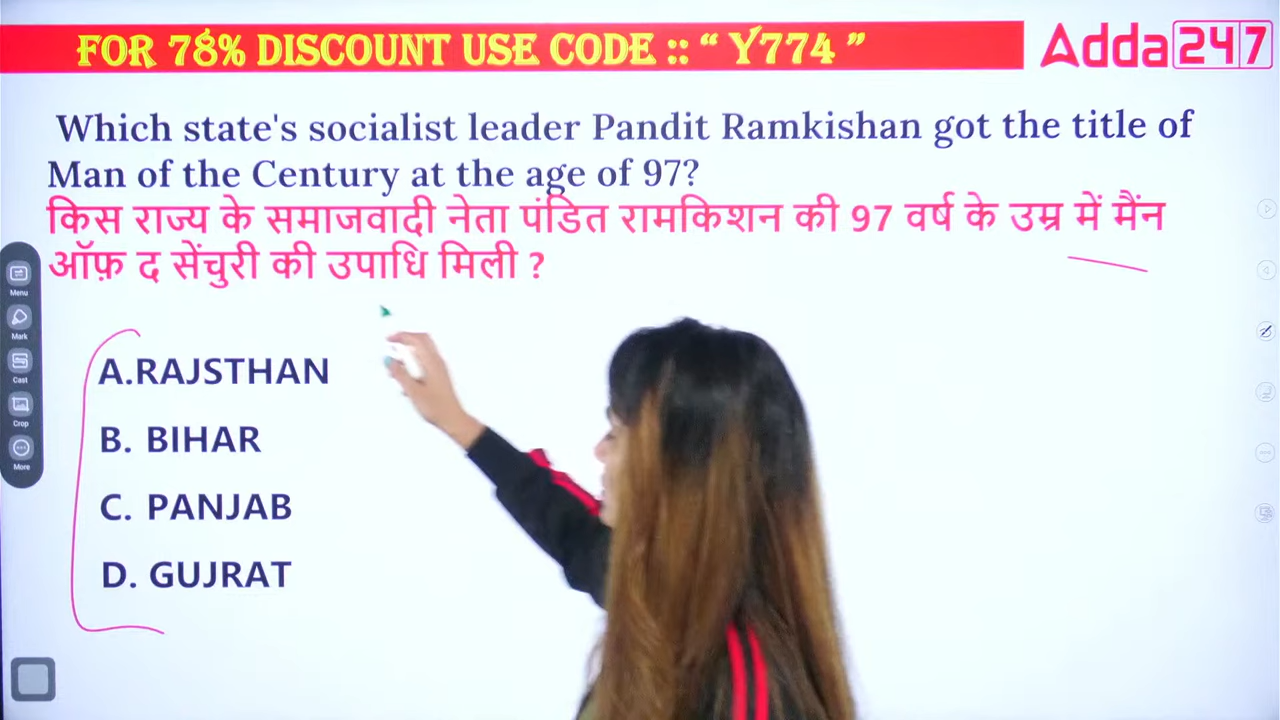 FOR 78% DISCOUNT USE CODE :: “ Y774 ”
Adda247
Which state's socialist leader Pandit Ramkishan got the title of
Man of the Century at the age of 97?
किस राज्य के समाजवादी नेता पंडित रामकिशन की 97 वर्ष के उम्र में मैंन
ऑफ़ द सेंचुरी की उपाधि मिली ?
A.RAJSTHAN
B. BIHAR
C. PANJAB
D. GUJRAT
Menu
Mark
Cast
Crop
More